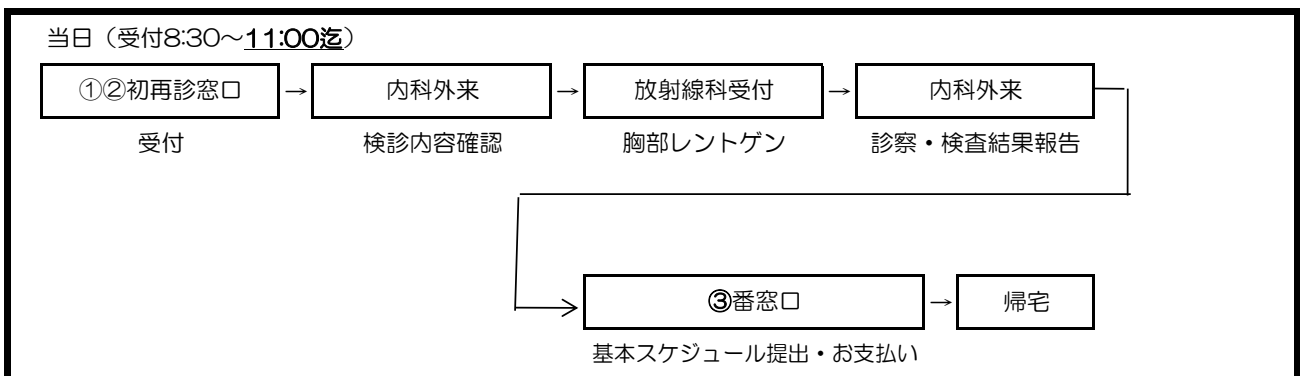 当日（受付8:30～11:00迄）
①②初再診窓口 → 内科外来 → 放射線科受付 → 内科外来
受付 検診内容確認 胸部レントゲン 診察・検査結果報告
③番窓口 → 帰宅
基本スケジュール提出・お支払い